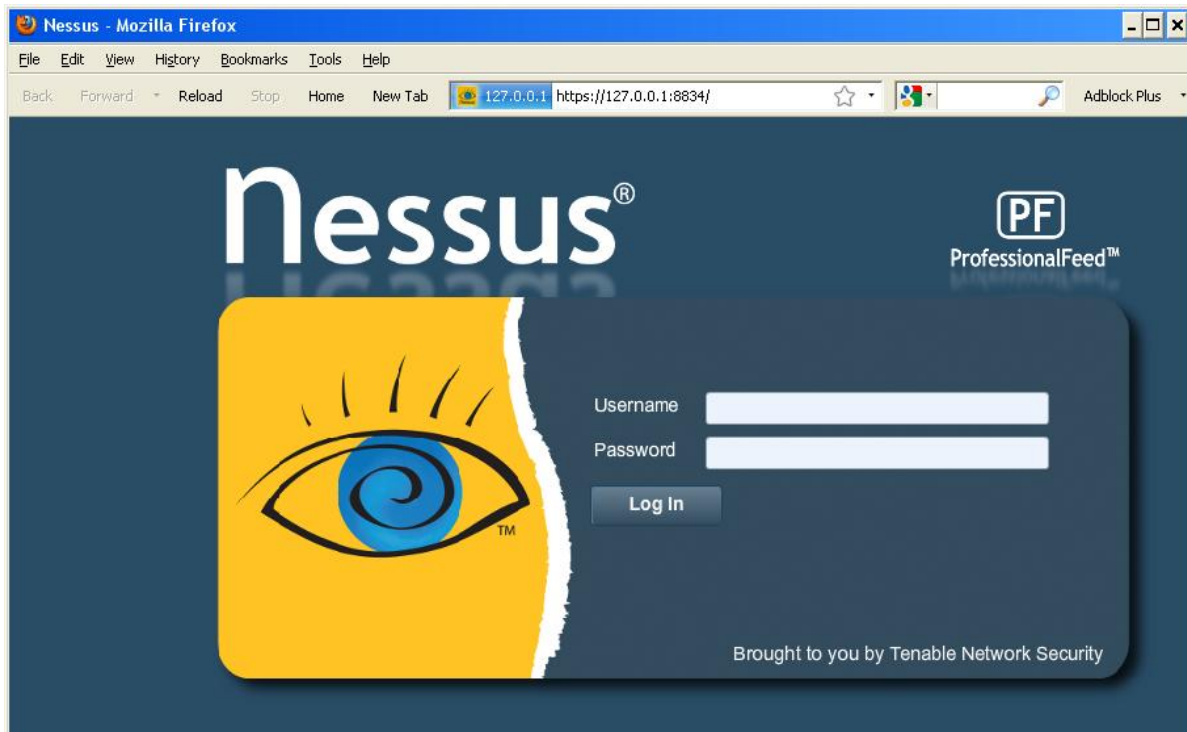 Nessus - Mozilla Firefox
File Edit View History Bookmarks Tools Help
Back Forward Reload Stop Home New Tab 127.0.0.1 https://127.0.0.1:8834/ Adblock Plus
Nessus®
PF
ProfessionalFeed™
Username
Password
Log In
TM
Brought to you by Tenable Network Security